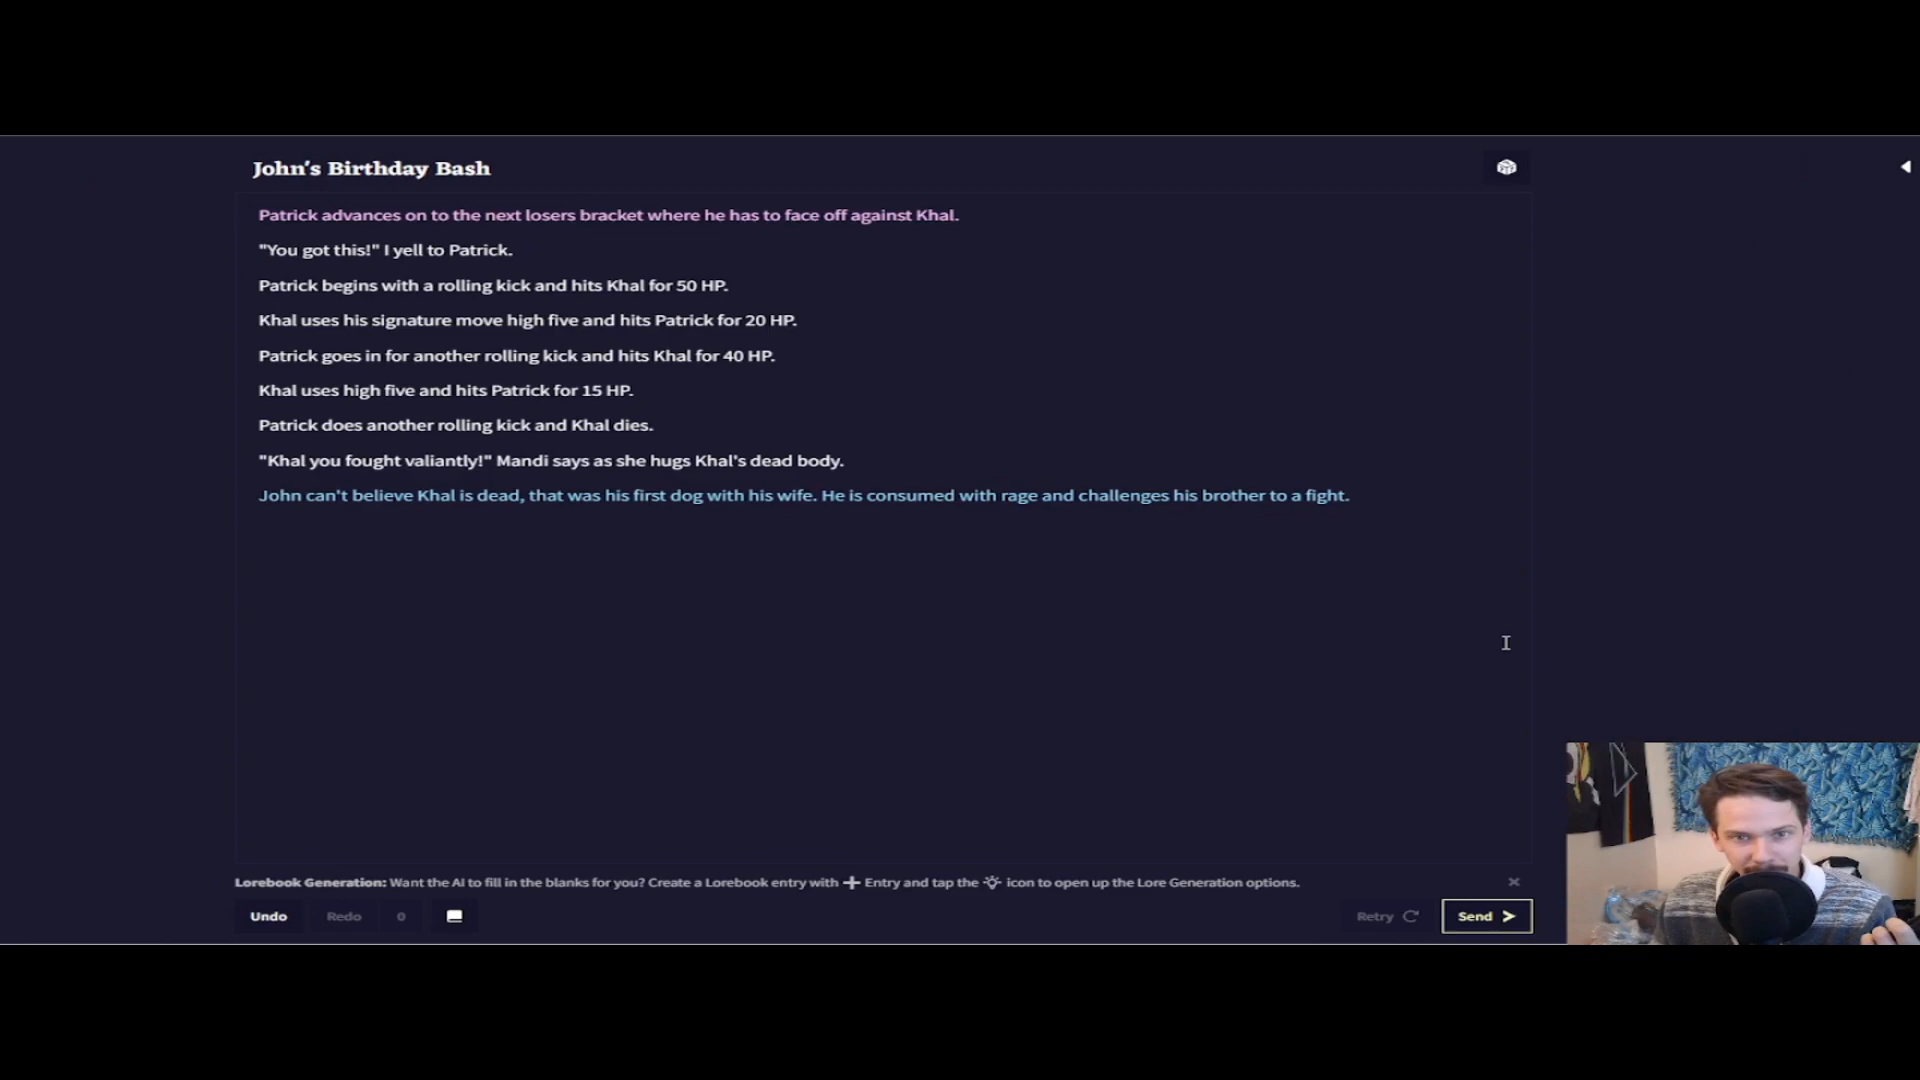 John's Birthday Bash
Patrick advances on to the next losers bracket where he has to face off against Khal.
"You got this!" I yell to Patrick.
Patrick begins with a rolling kick and hits Khal for 50 HP.
Khal uses his signature move high five and hits Patrick for 20 HP.
Patrick goes in for another rolling kick and hits Khal for 40 HP.
Khal uses high five and hits Patrick for 15 HP.
Patrick does another rolling kick and Khal dies.
"Khal you fought valiantly!" Mandi says as she hugs Khal's dead body.
John can't believe Khal is dead, that was his first dog with his wife. He is consumed with rage and challenges his brother to a fight.
Lorebook Generation: Want the AI to fill in the blanks for you? Create a Lorebook entry with + Entry and tap the icon to open up the Lore Generation options.
Undo Redo 0 Retry Send